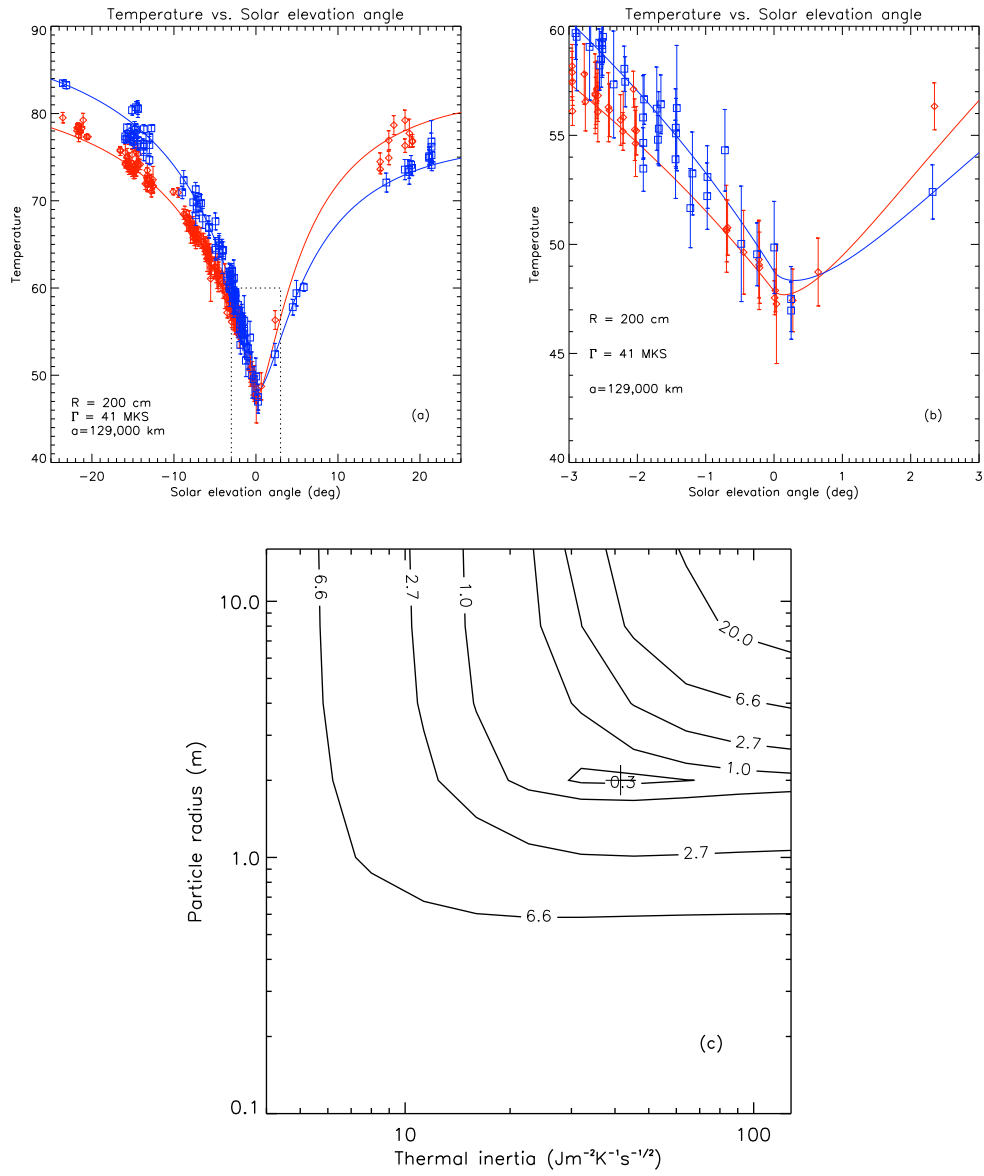 Temperature vs. Solar elevation angle
90
80
70
60
50
40
Temperature
R = 200 cm
Γ = 41 MKS
a=129,000 km
(a)
−20 −10 0 10 20
Solar elevation angle (deg)
Temperature vs. Solar elevation angle
60
55
50
45
40
Temperature
R = 200 cm
Γ = 41 MKS
a=129,000 km
(b)
−3 −2 −1 0 1 2 3
Solar elevation angle (deg)
10.0
1.0
0.1
Particle radius (m)
6.6
2.7
1.0
20.0
6.6
2.7
1.0
0.3
2.7
6.6
(c)
10 100
Thermal inertia (Jm⁻²K⁻¹s⁻¹/²)